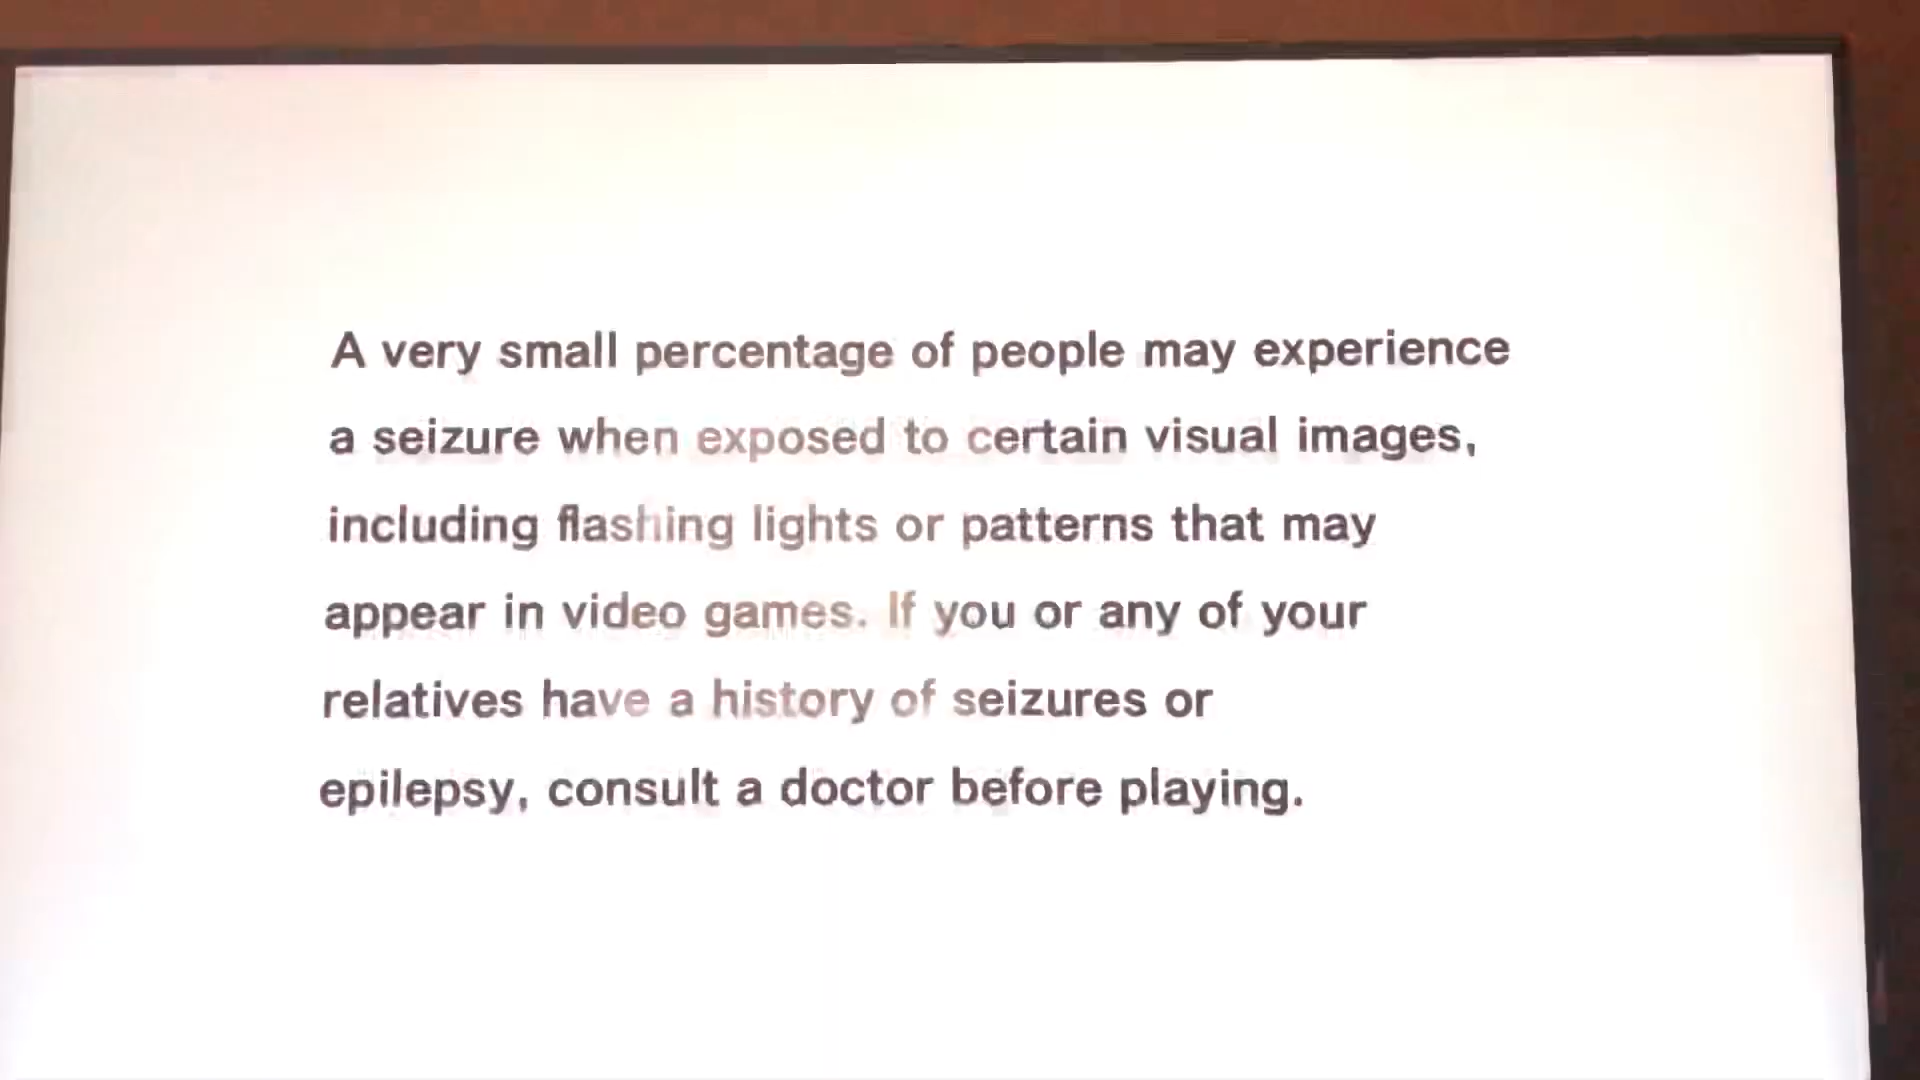 A very small percentage of people may experience
a seizure when exposed to certain visual images,
including flashing lights or patterns that may
appear in video games. If you or any of your
relatives have a history of seizures or
epilepsy, consult a doctor before playing.